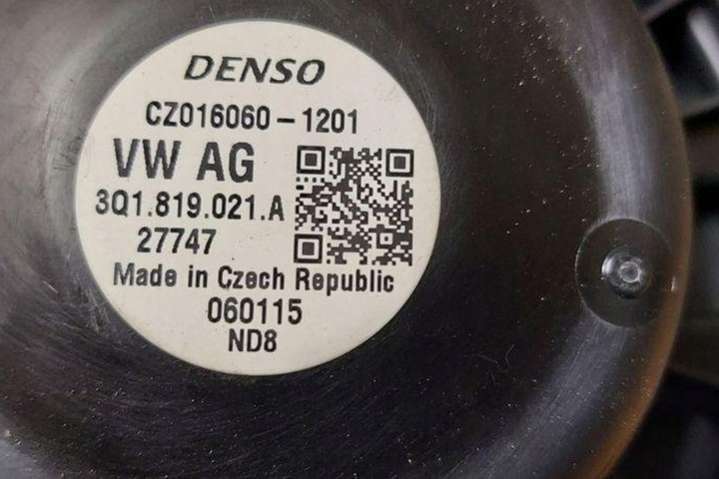 DENSO
CZ016060-1201
VW AG
3Q1.819.021.A
27747
Made in Czech Republic
060115
ND8